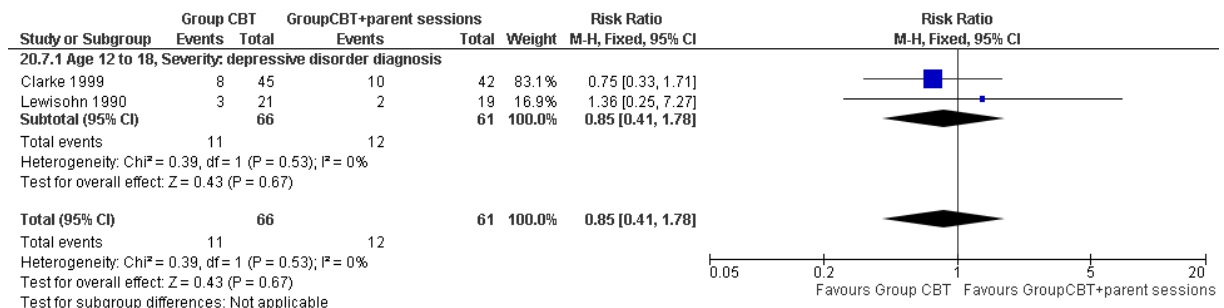 Group CBT GroupCBT+parent sessions Risk Ratio Risk Ratio
Study or Subgroup Events Total Events Total Weight M-H, Fixed, 95% CI M-H, Fixed, 95% CI
20.7.1 Age 12 to 18, Severity: depressive disorder diagnosis
Clarke 1999 8 45 10 42 83.1% 0.75 [0.33, 1.71]
Lewisohn 1990 3 21 2 19 16.9% 1.36 [0.25, 7.27]
Subtotal (95% CI) 66 61 100.0% 0.85 [0.41, 1.78]
Total events 11 12
Heterogeneity: Chi² = 0.39, df = 1 (P = 0.53); I² = 0%
Test for overall effect: Z = 0.43 (P = 0.67)
Total (95% CI) 66 61 100.0% 0.85 [0.41, 1.78]
Total events 11 12
Heterogeneity: Chi² = 0.39, df = 1 (P = 0.53); I² = 0%
Test for overall effect: Z = 0.43 (P = 0.67)
Test for subgroup differences: Not applicable
0.05 0.2 1 5 20
Favours Group CBT Favours GroupCBT+parent sessions